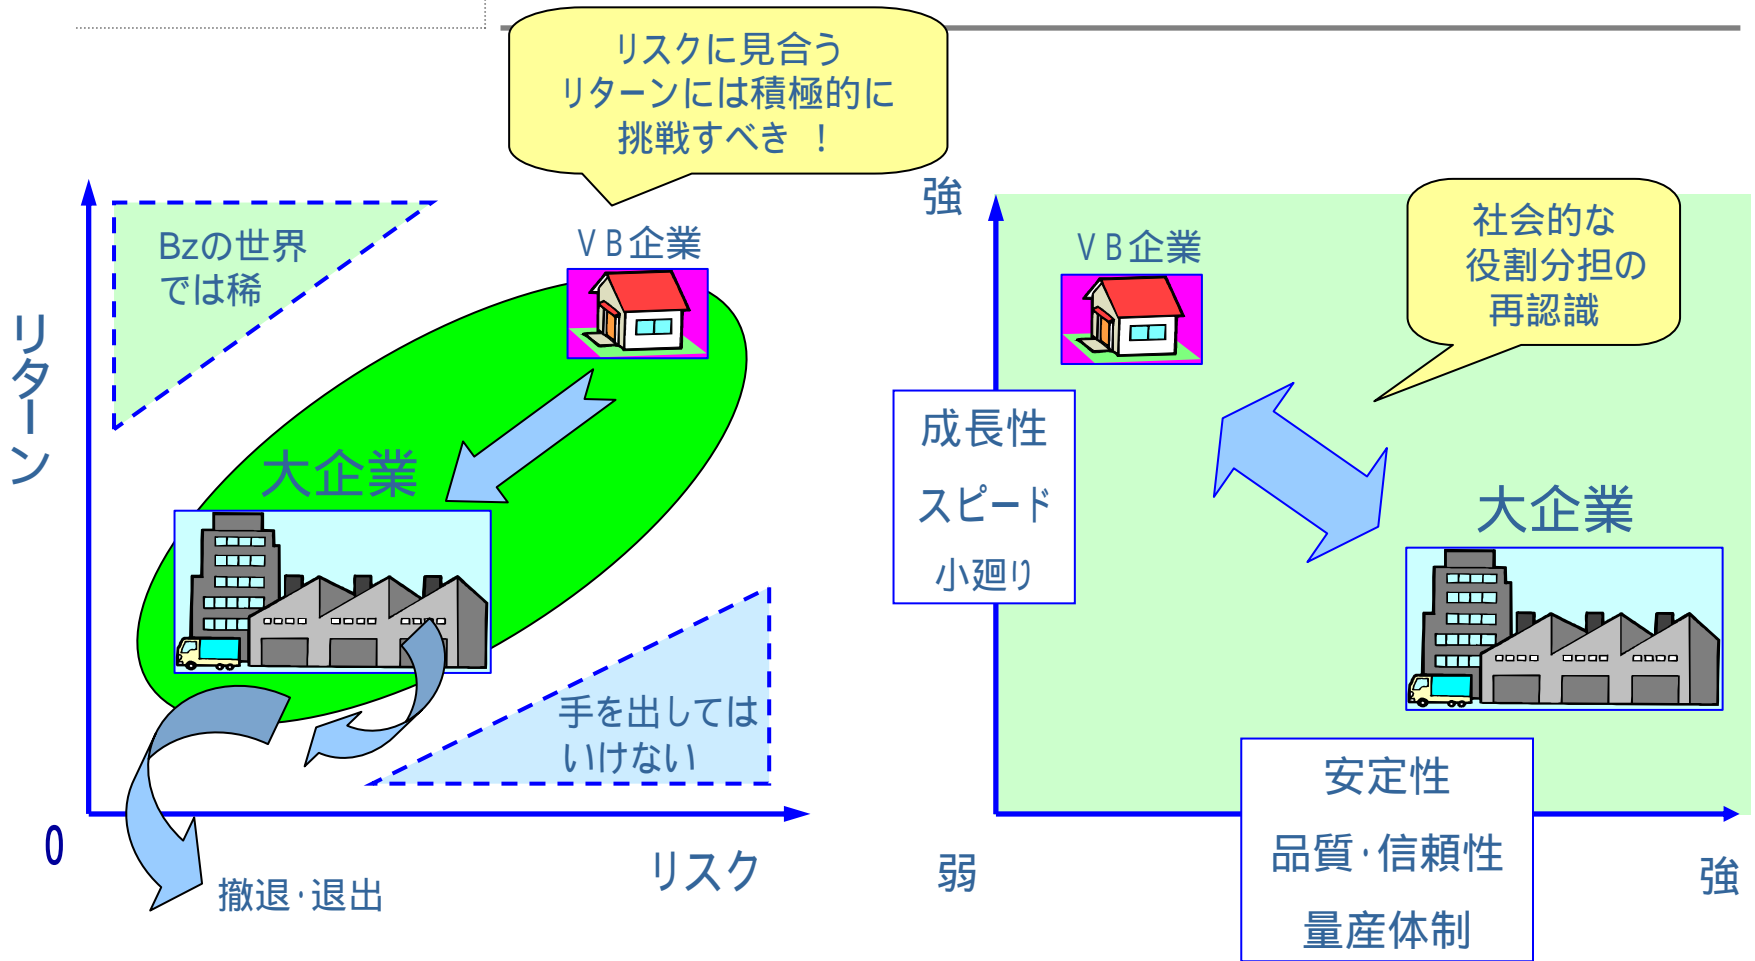 リスクに見合う
リターンには積極的に
挑戦すべき !
Bzの世界
では稀
VB企業
リターン
大企業
手を出しては
いけない
0
リスク
撤退・退出
強
VB企業
社会的な
役割分担の
再認識
成長性
スピード
小廻り
大企業
安定性
品質・信頼性
量産体制
弱
強